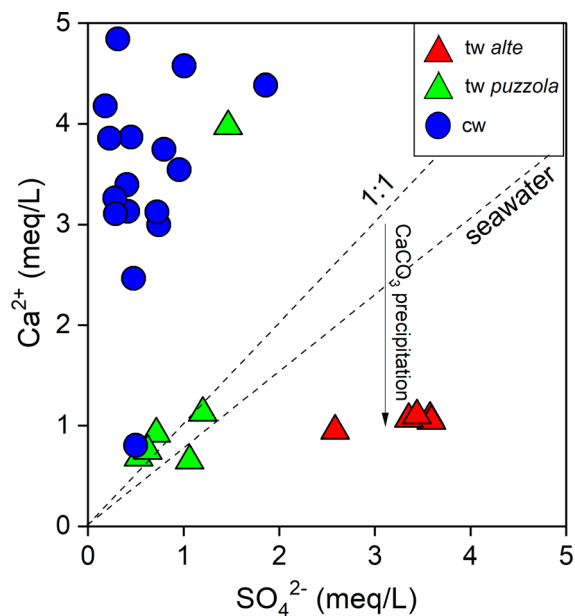 5
4
3
2
1
0
Ca²⁺ (meq/L)
tw alte
tw puzzola
cw
1:1
seawater
CaCO₃ precipitation
0
1
2
3
4
5
SO₄²⁻ (meq/L)